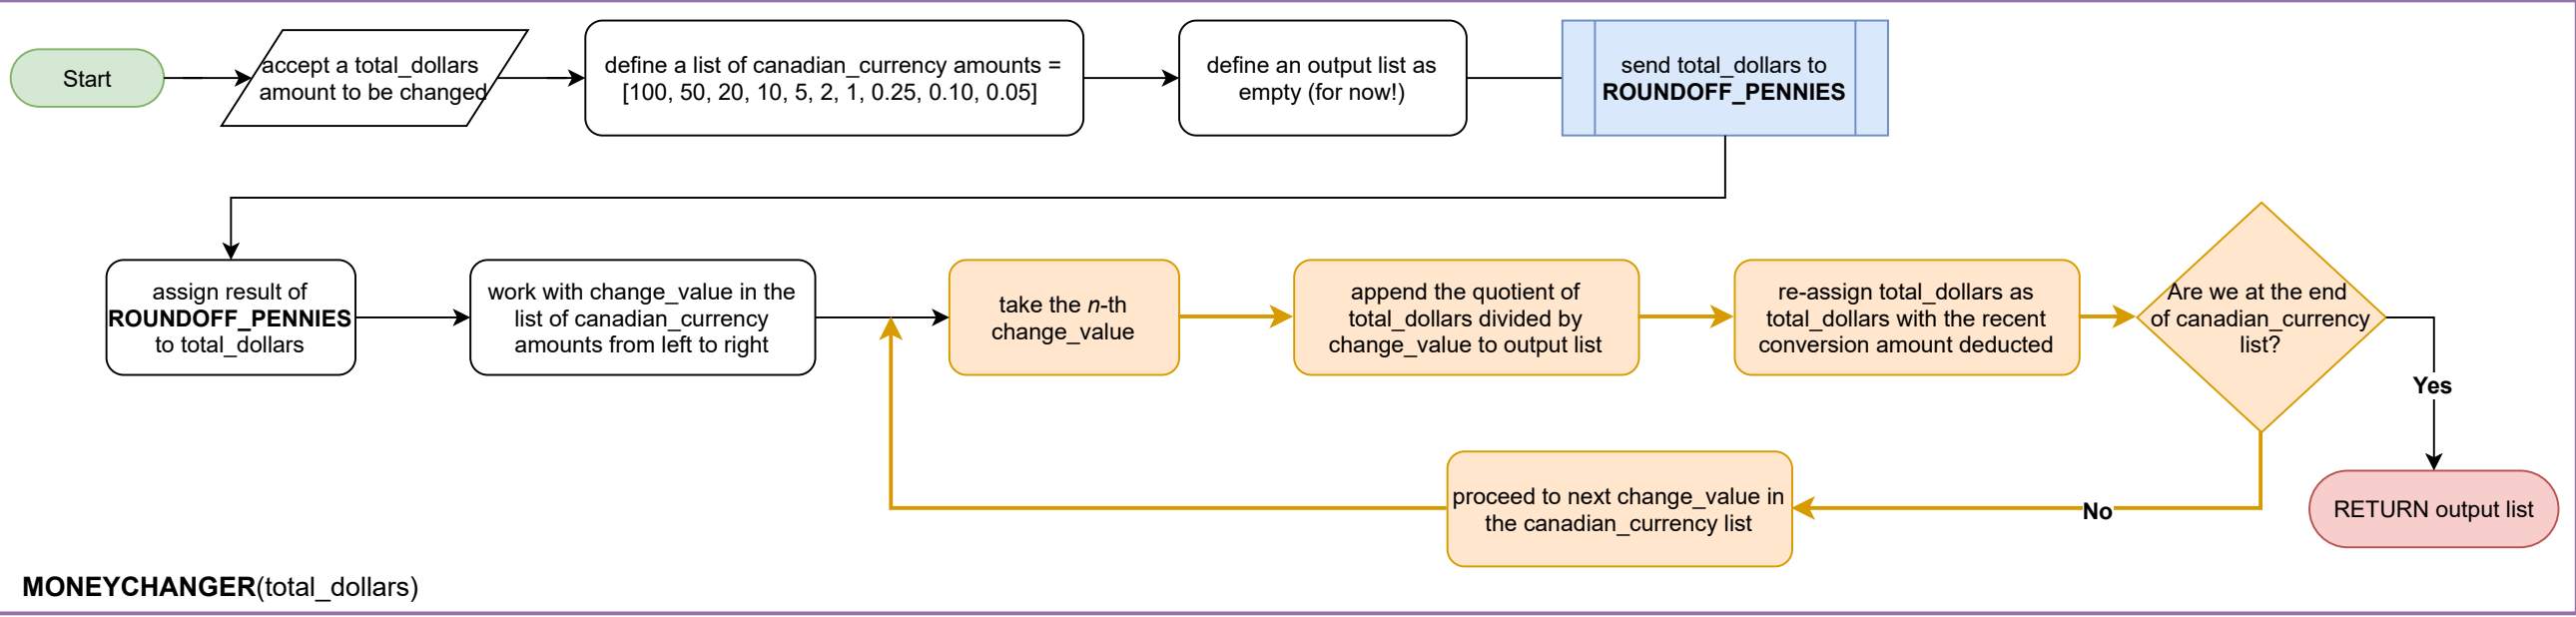 Start
accept a total_dollars
amount to be changed
define a list of canadian_currency amounts =
[100, 50, 20, 10, 5, 2, 1, 0.25, 0.10, 0.05]
define an output list as
empty (for now!)
send total_dollars to
ROUNDOFF_PENNIES
assign result of
ROUNDOFF_PENNIES
to total_dollars
work with change_value in the
list of canadian_currency
amounts from left to right
take the n-th
change_value
append the quotient of
total_dollars divided by
change_value to output list
re-assign total_dollars as
total_dollars with the recent
conversion amount deducted
Are we at the end
of canadian_currency
list?
Yes
No
proceed to next change_value in
the canadian_currency list
RETURN output list
MONEYCHANGER(total_dollars)